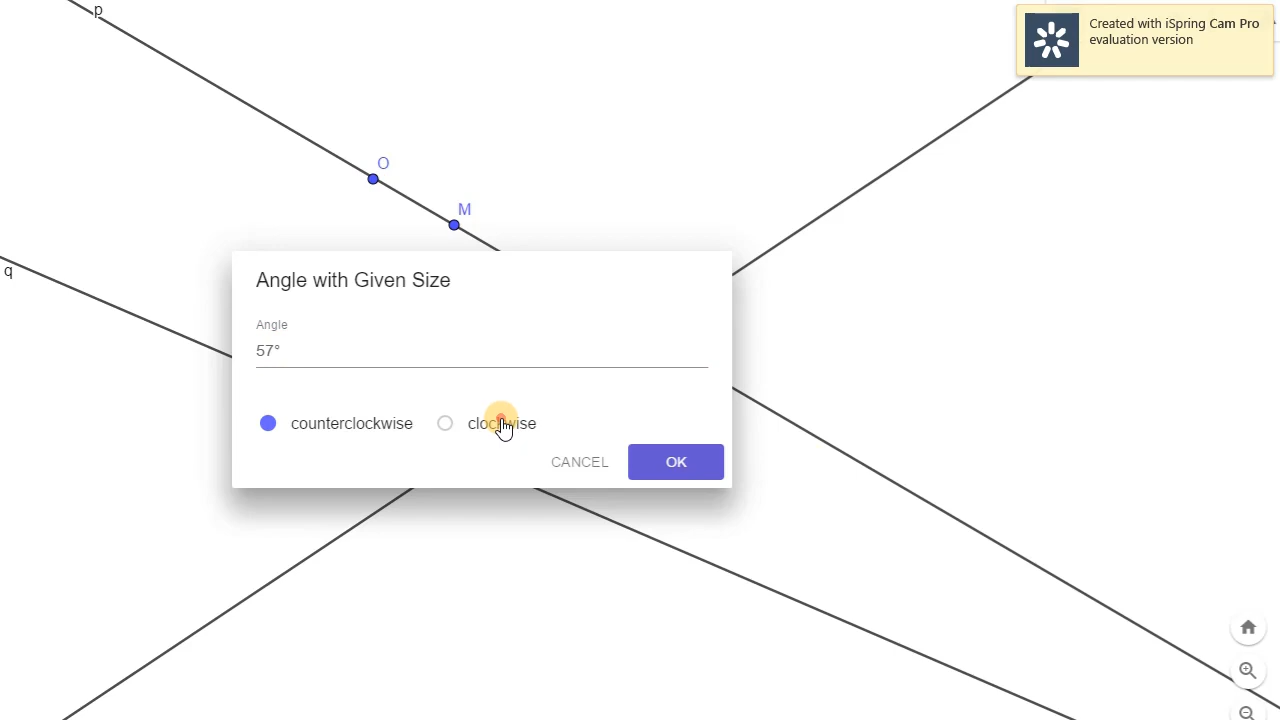 p
Created with iSpring Cam Pro
evaluation version
O
M
q
Angle with Given Size
Angle
57°
counterclockwise
clockwise
CANCEL
OK